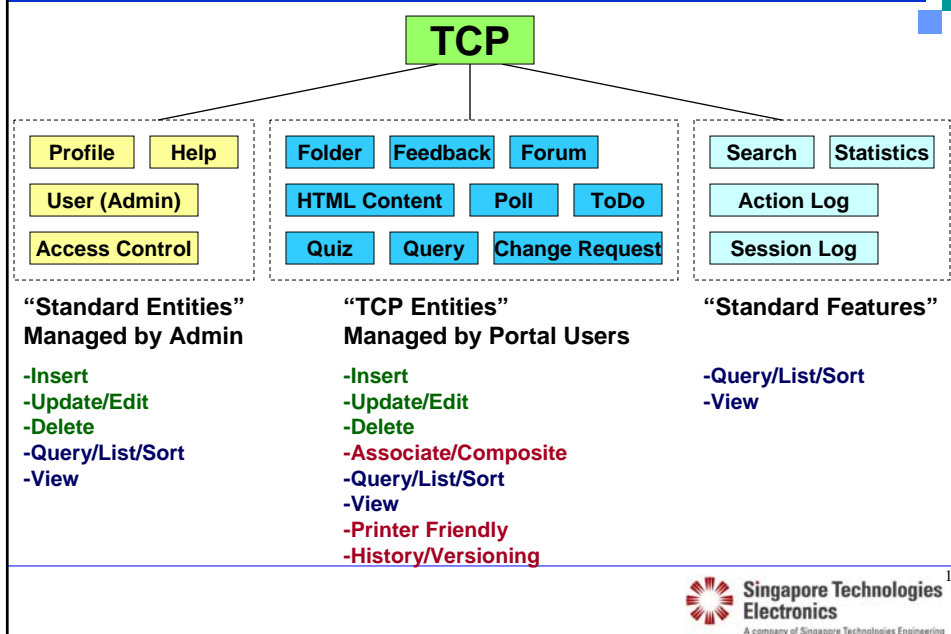 TCP
Profile Help
User (Admin)
Access Control
Folder Feedback Forum
HTML Content Poll ToDo
Quiz Query Change Request
Search Statistics
Action Log
Session Log
“Standard Entities”
Managed by Admin
-Insert
-Update/Edit
-Delete
-Query/List/Sort
-View
“TCP Entities”
Managed by Portal Users
-Insert
-Update/Edit
-Delete
-Associate/Composite
-Query/List/Sort
-View
-Printer Friendly
-History/Versioning
“Standard Features”
-Query/List/Sort
-View
1
Singapore Technologies
Electronics
A company of Singapore Technologies Engineering